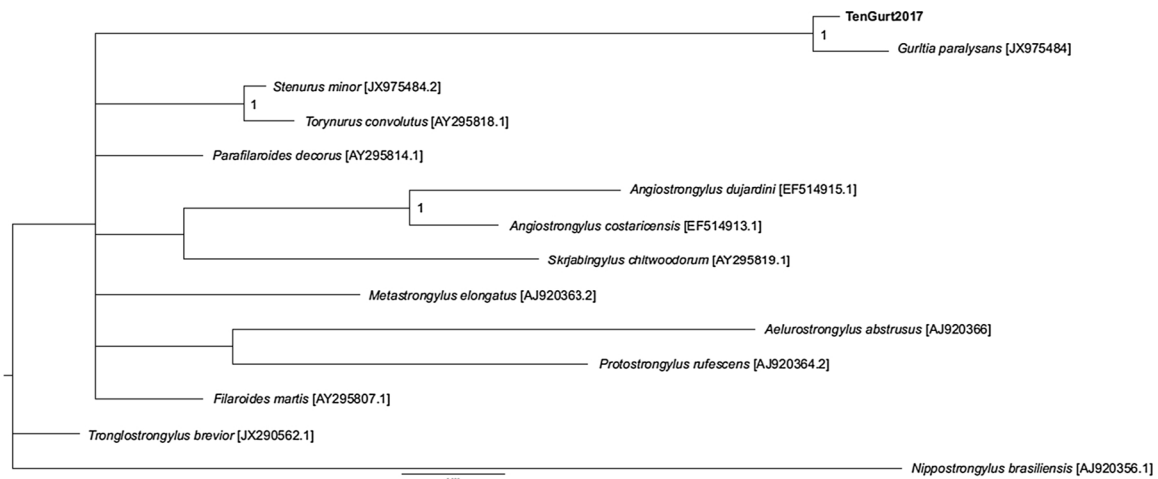 TenGurt2017
1
Gurltia paralysans [JX975484]
Stenurus minor [JX975484.2]
1
Torynurus convolutus [AY295818.1]
Parafilaroides decorus [AY295814.1]
Angiostrongylus dujardini [EF514915.1]
1
Angiostrongylus costaricensis [EF514913.1]
Skrjabingylus chitwoodorum [AY295819.1]
Metastrongylus elongatus [AJ920363.2]
Aelurostrongylus abstrusus [AJ920366]
Protostrongylus rufescens [AJ920364.2]
Filaroides martis [AY295807.1]
Tronglostrongylus brevior [JX290562.1]
Nippostrongylus brasiliensis [AJ920356.1]